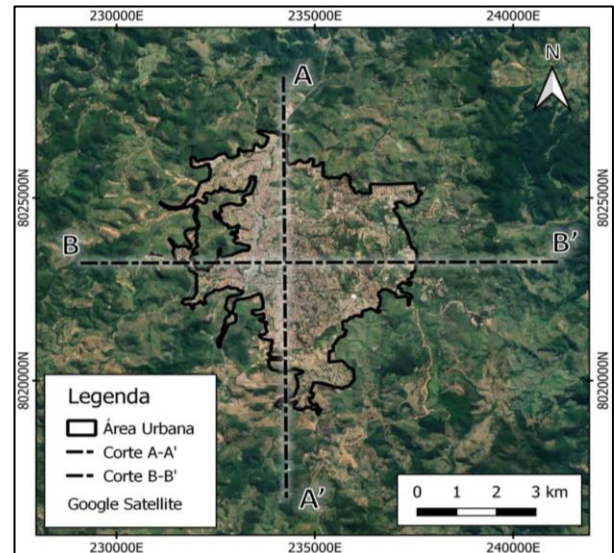 230000E 235000E 240000E
A
N
8025000N 8025000N
B B'
8020000N 8020000N
Legenda
Área Urbana
Corte A-A'
Corte B-B'
Google Satellite
A'
0 1 2 3 km
230000E 235000E 240000E